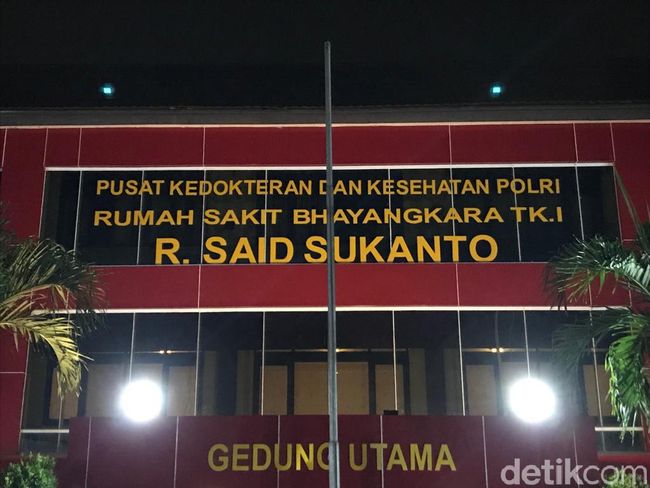 PUSAT KEDOKTERAN DAN KESEHATAN POLRI
RUMAH SAKIT BHAYANGKARA TK.I
R. SAID SUKANTO
GEDUNG UTAMA
detikcom